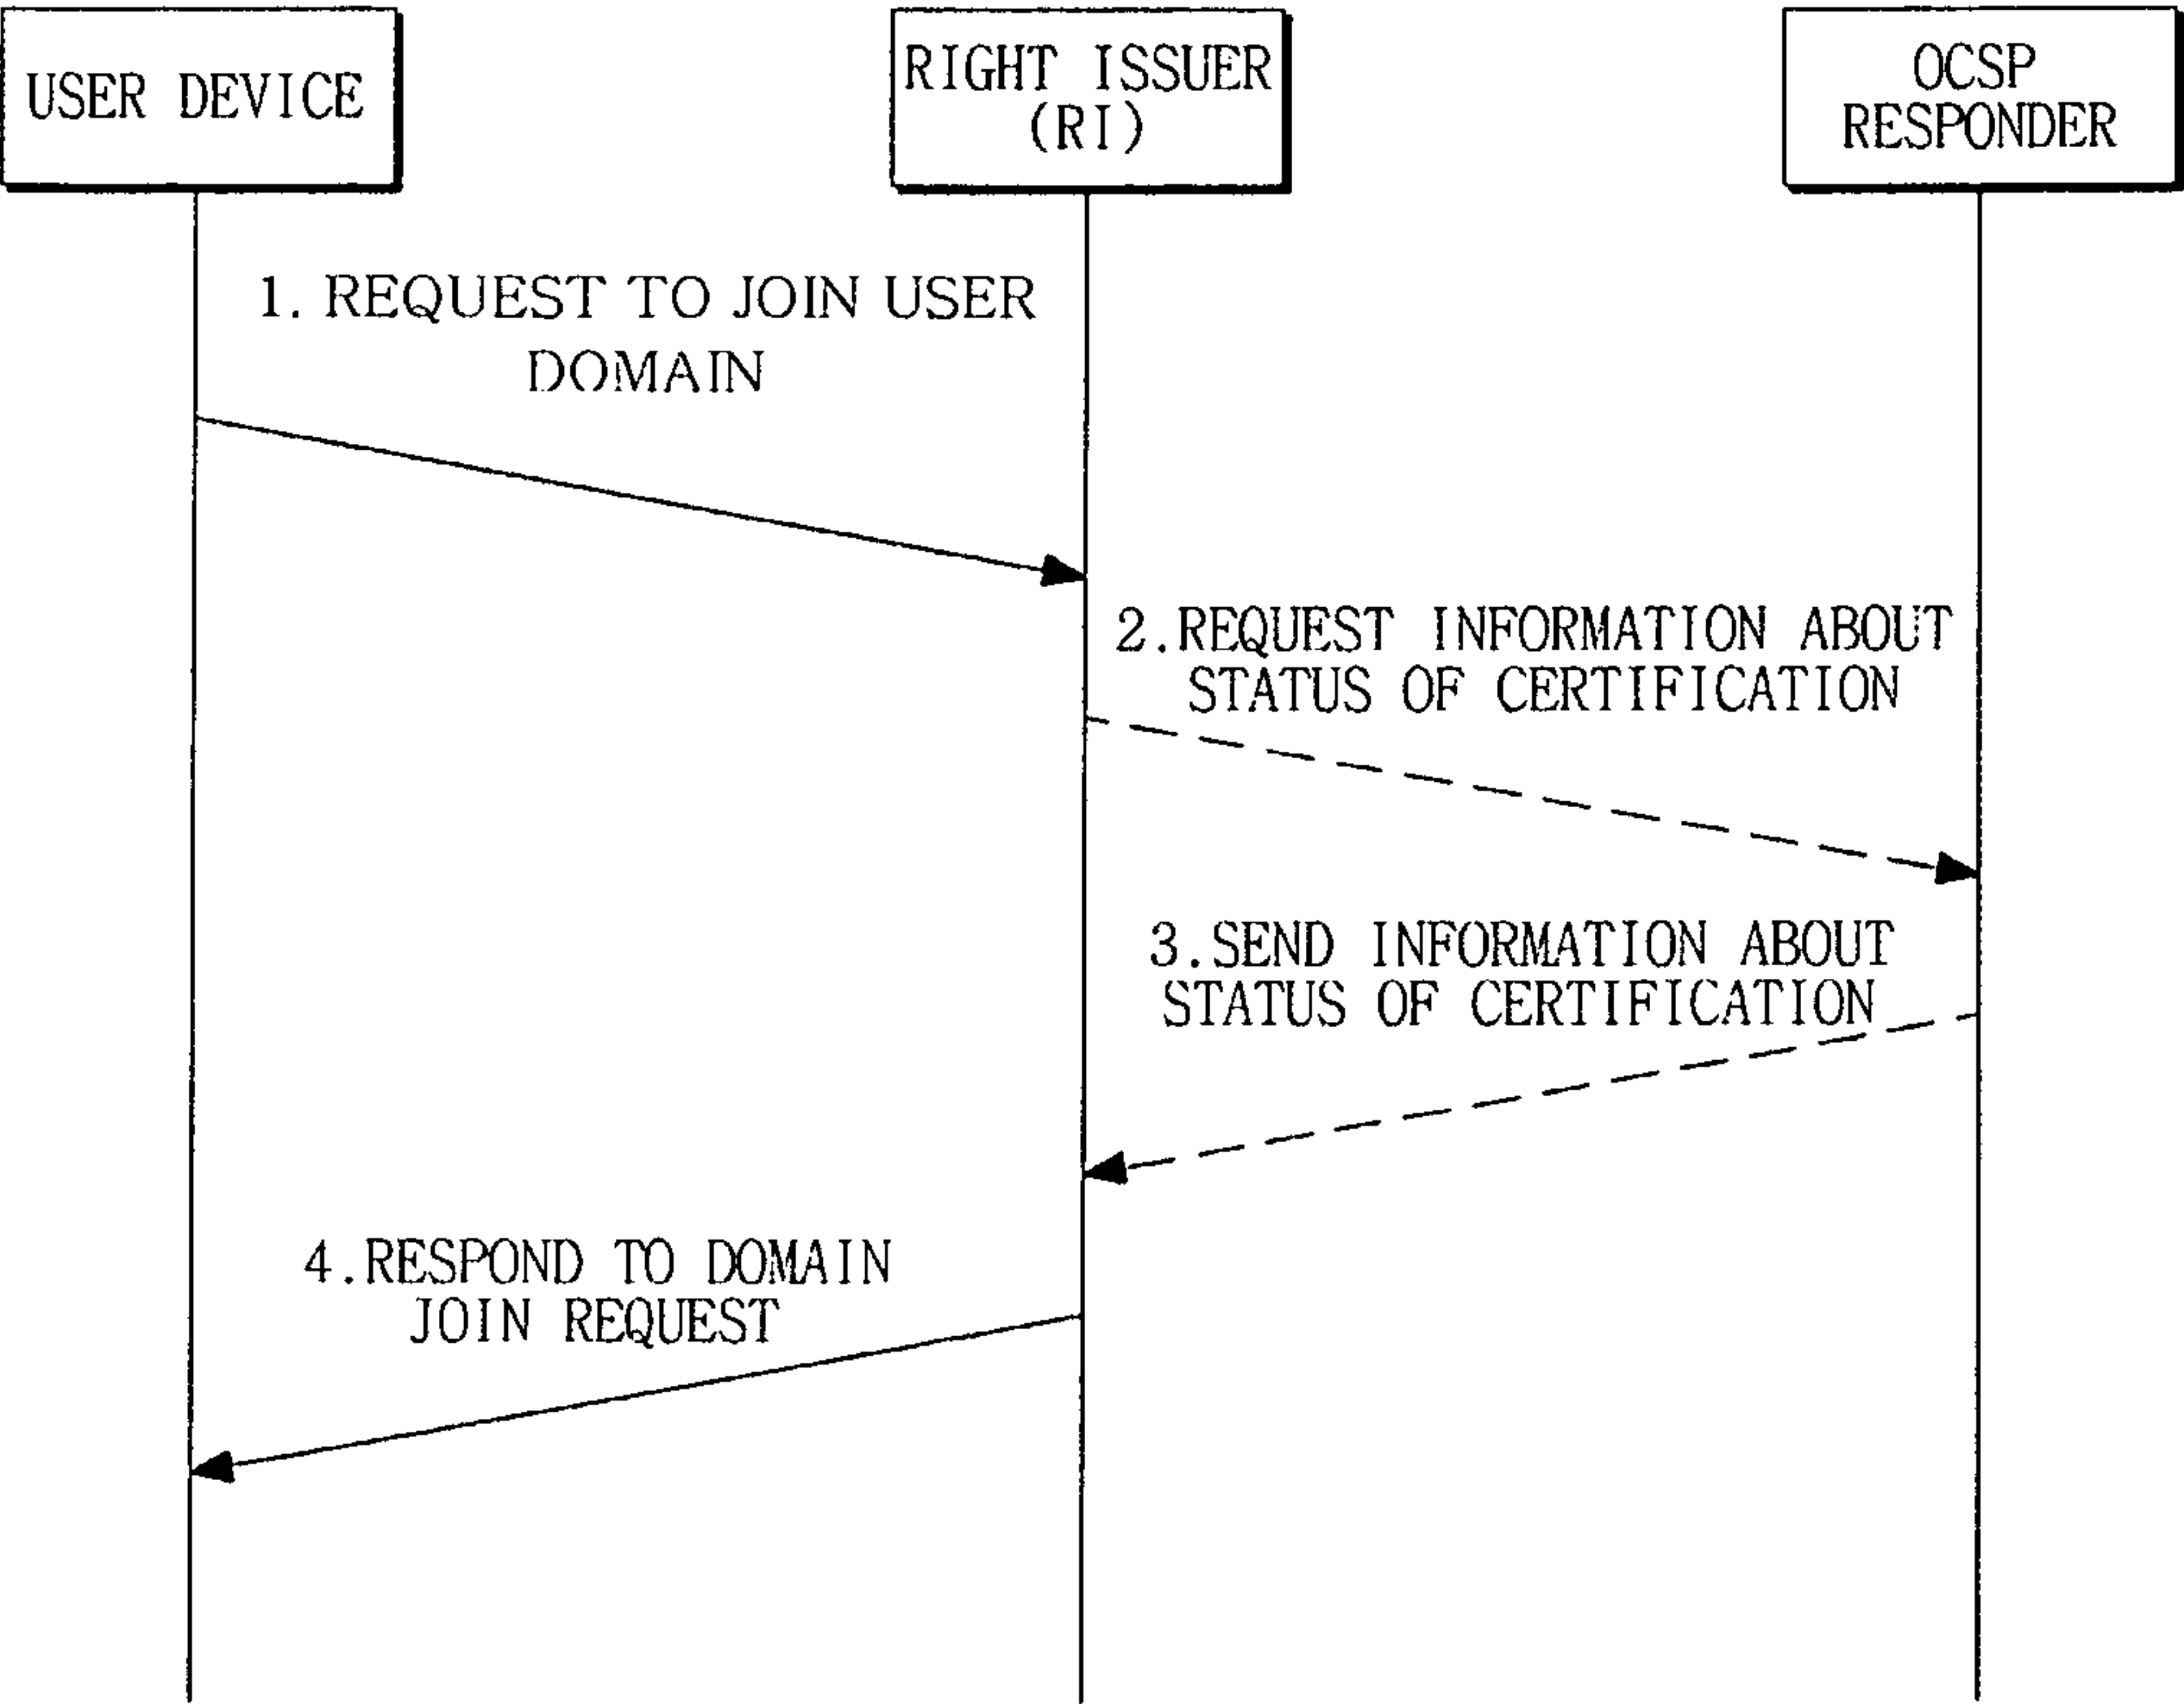 USER DEVICE
RIGHT ISSUER
(RI)
OCSP
RESPONDER
1. REQUEST TO JOIN USER
DOMAIN
2.REQUEST INFORMATION ABOUT
STATUS OF CERTIFICATION
3.SEND INFORMATION ABOUT
STATUS OF CERTIFICATION
4.RESPOND TO DOMAIN
JOIN REQUEST